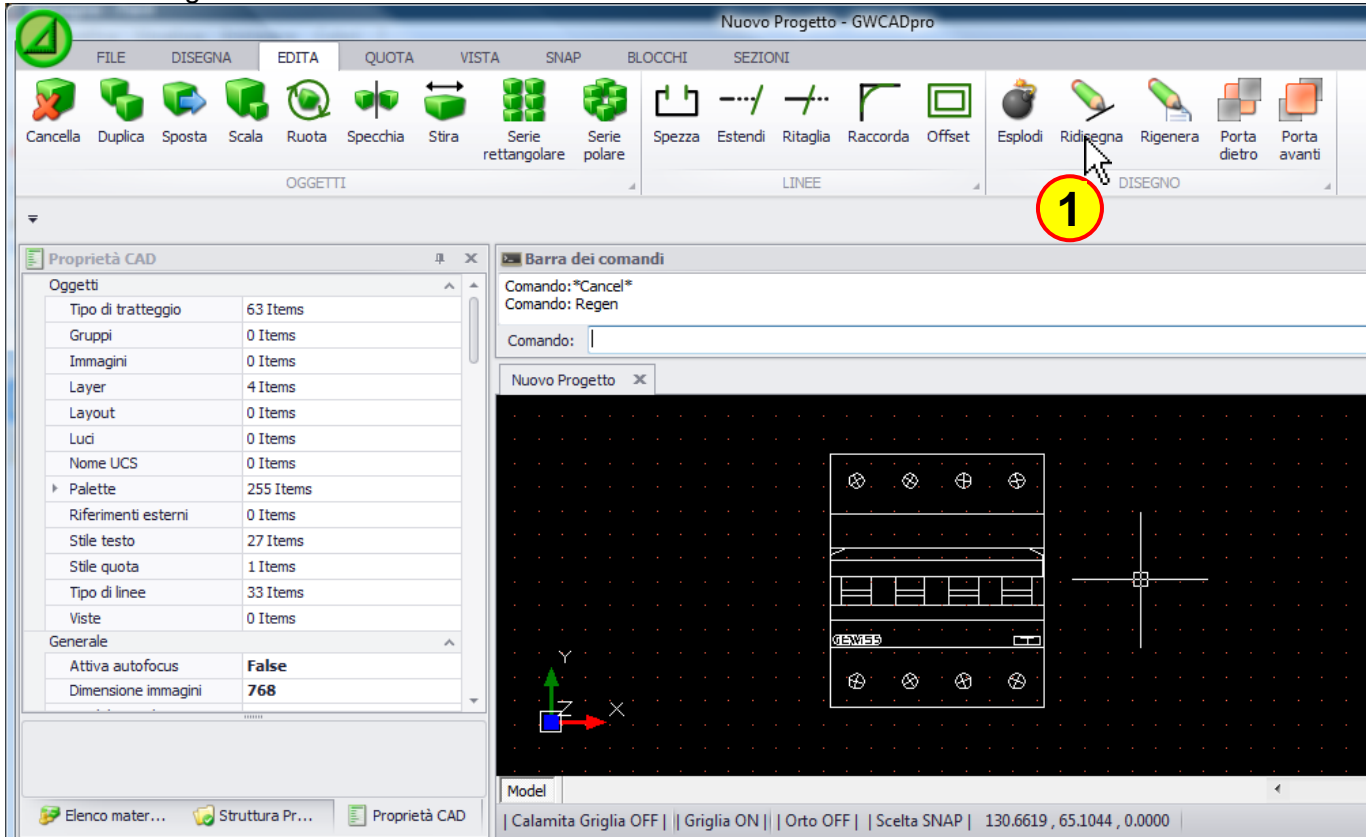 Nuovo Progetto - GWCADpro
FILE DISEGNA EDITA QUOTA VISTA SNAP BLOCCHI SEZIONI
Cancella Duplica Sposta Scala Ruota Specchia Stira Serie rettangolare Serie polare Spezza Estendi Ritaglia Raccorda Offset Esplodi Ridisegna Rigenera Porta dietro Porta avanti
OGGETTI LINEE DISEGNO
1
Proprietà CAD
Oggetti
Tipo di tratteggio 63 Items
Gruppi 0 Items
Immagini 0 Items
Layer 4 Items
Layout 0 Items
Luci 0 Items
Nome UCS 0 Items
Palette 255 Items
Riferimenti esterni 0 Items
Stile testo 27 Items
Stile quota 1 Items
Tipo di linee 33 Items
Viste 0 Items
Generale
Attiva autofocus False
Dimensione immagini 768
Elenco mater... Struttura Pr... Proprietà CAD
Barra dei comandi
Comando:*Cancel*
Comando: Regen
Comando:
Nuovo Progetto
GEWISS
Y
Z X
Model
| Calamita Griglia OFF | | Griglia ON | | Orto OFF | | Scelta SNAP | 130.6619 , 65.1044 , 0.0000